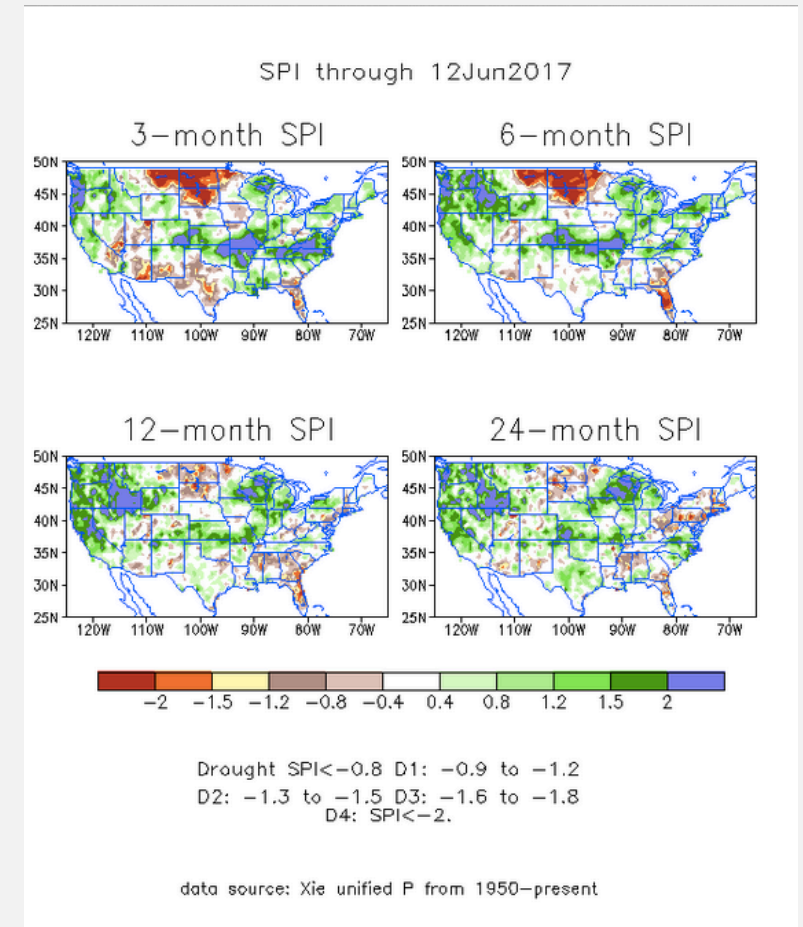 SPI through 12Jun2017
3-month SPI
6-month SPI
50N
45N
40N
35N
30N
25N
120W 110W 100W 90W 80W 70W
50N
45N
40N
35N
30N
25N
120W 110W 100W 90W 80W 70W
12-month SPI
24-month SPI
50N
45N
40N
35N
30N
25N
120W 110W 100W 90W 80W 70W
50N
45N
40N
35N
30N
25N
120W 110W 100W 90W 80W 70W
-2 -1.5 -1.2 -0.8 -0.4 0.4 0.8 1.2 1.5 2
Drought SPI<-0.8 D1: -0.9 to -1.2
D2: -1.3 to -1.5 D3: -1.6 to -1.8
D4: SPI<-2.
data source: Xie unified P from 1950-present